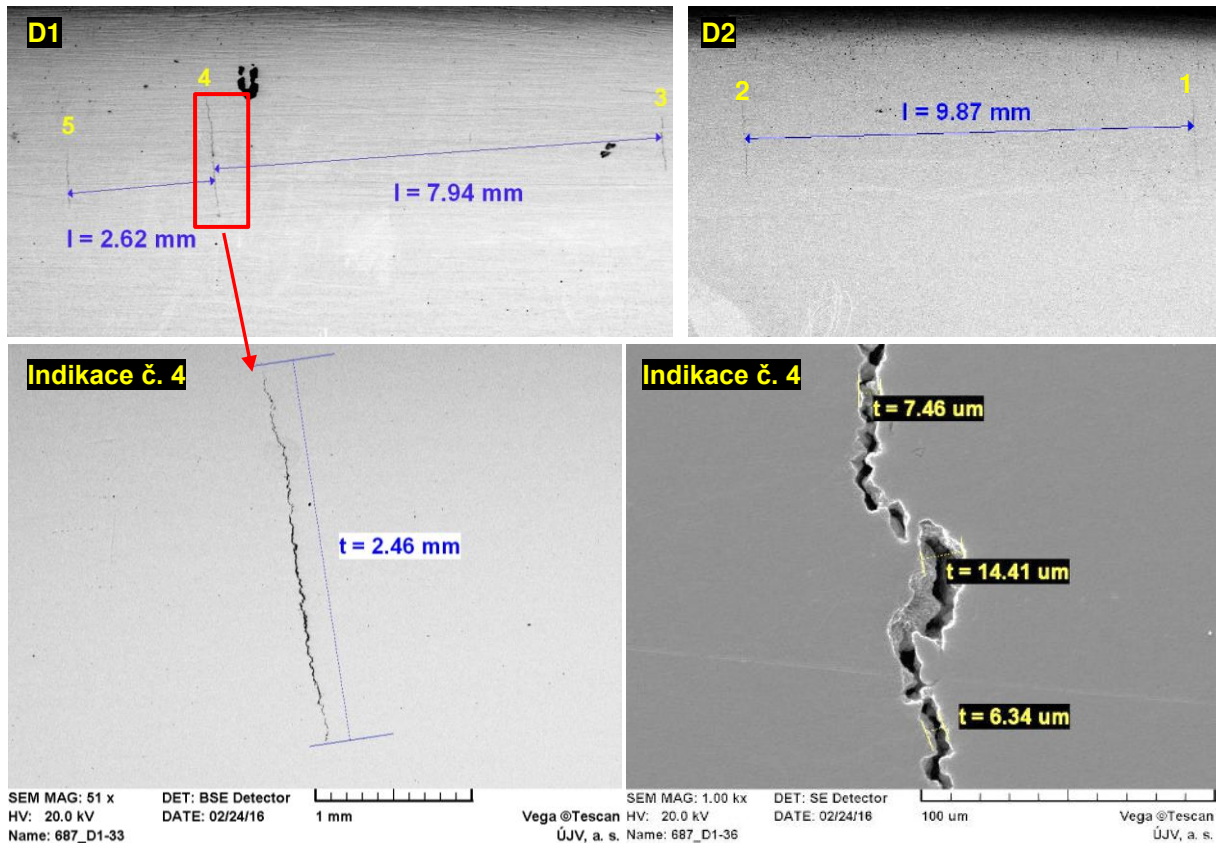 D1
4
3
5
l = 7.94 mm
l = 2.62 mm
D2
2
1
l = 9.87 mm
Indikace č. 4
t = 2.46 mm
SEM MAG: 51 x DET: BSE Detector
HV: 20.0 kV DATE: 02/24/16 1 mm Vega ©Tescan
Name: 687_D1-33 ÚJV, a. s.
Indikace č. 4
t = 7.46 um
t = 14.41 um
t = 6.34 um
SEM MAG: 1.00 kx DET: SE Detector
HV: 20.0 kV DATE: 02/24/16 100 um Vega ©Tescan
Name: 687_D1-36 ÚJV, a. s.